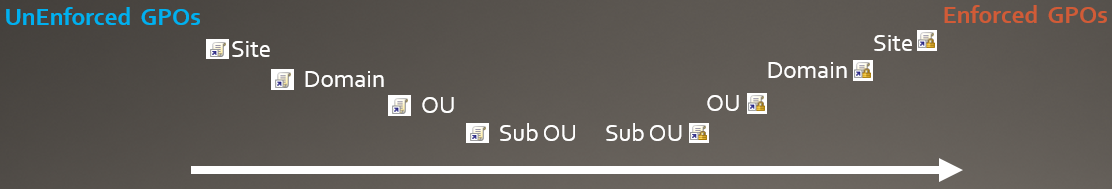 UnEnforced GPOs
Enforced GPOs
Site
Domain
OU
Sub OU
Sub OU
OU
Domain
Site